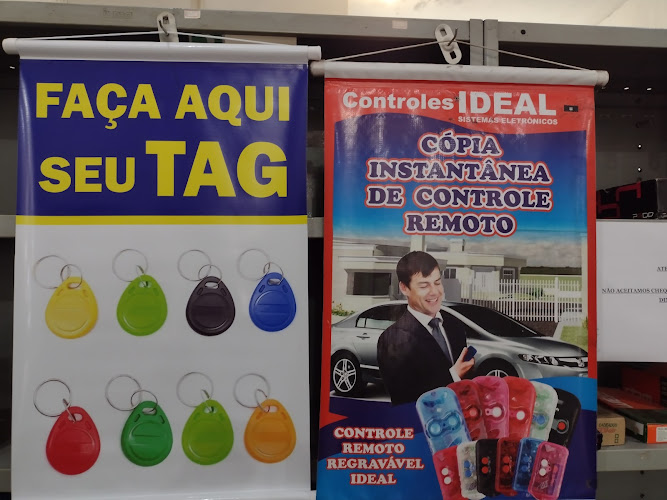 FAÇA AQUI
SEU TAG
Controles IDEAL
SISTEMAS ELETRÔNICOS
CÓPIA
INSTANTÂNEA
DE CONTROLE
REMOTO
CONTROLE
REMOTO
REGRAVÁVEL
IDEAL
NÃO ACEITAMOS